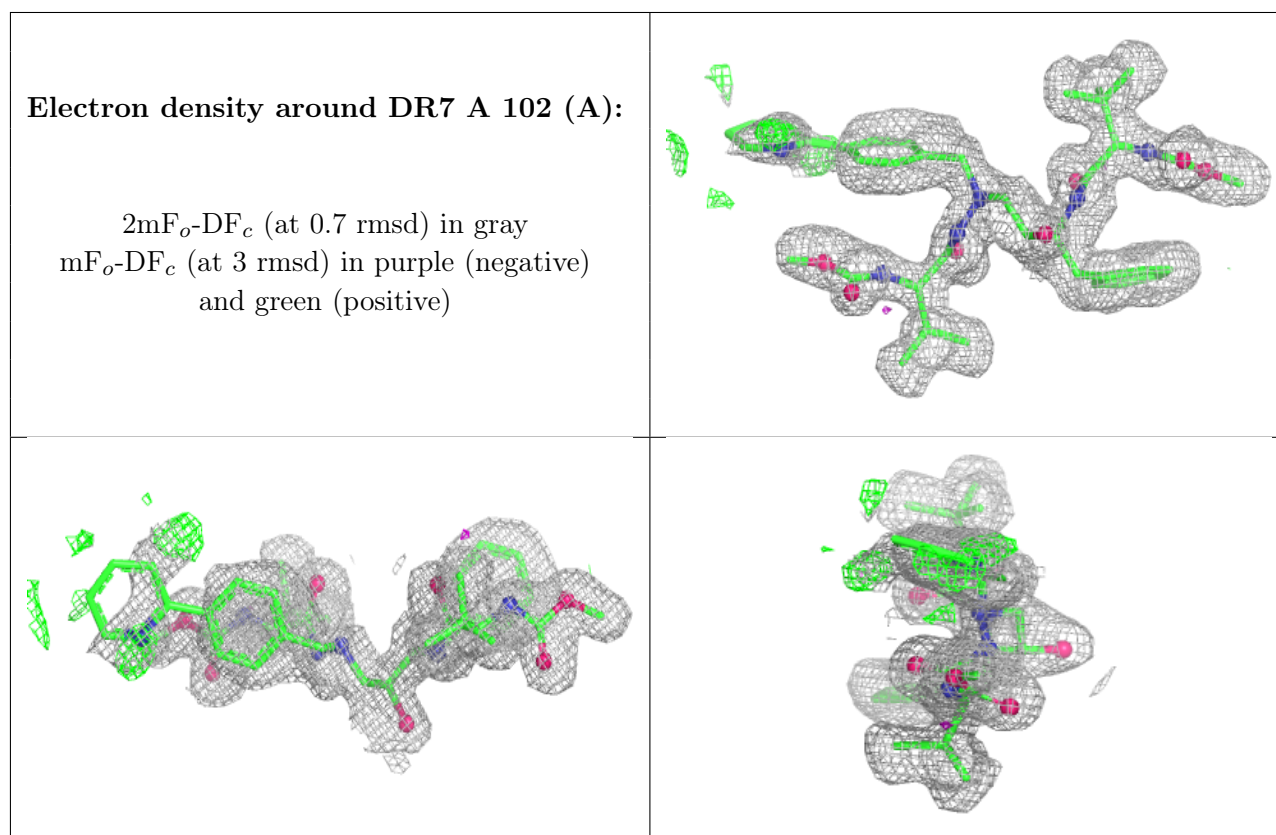 Electron density around DR7 A 102 (A):
2mFo-DFc (at 0.7 rmsd) in gray
mFo-DFc (at 3 rmsd) in purple (negative)
and green (positive)